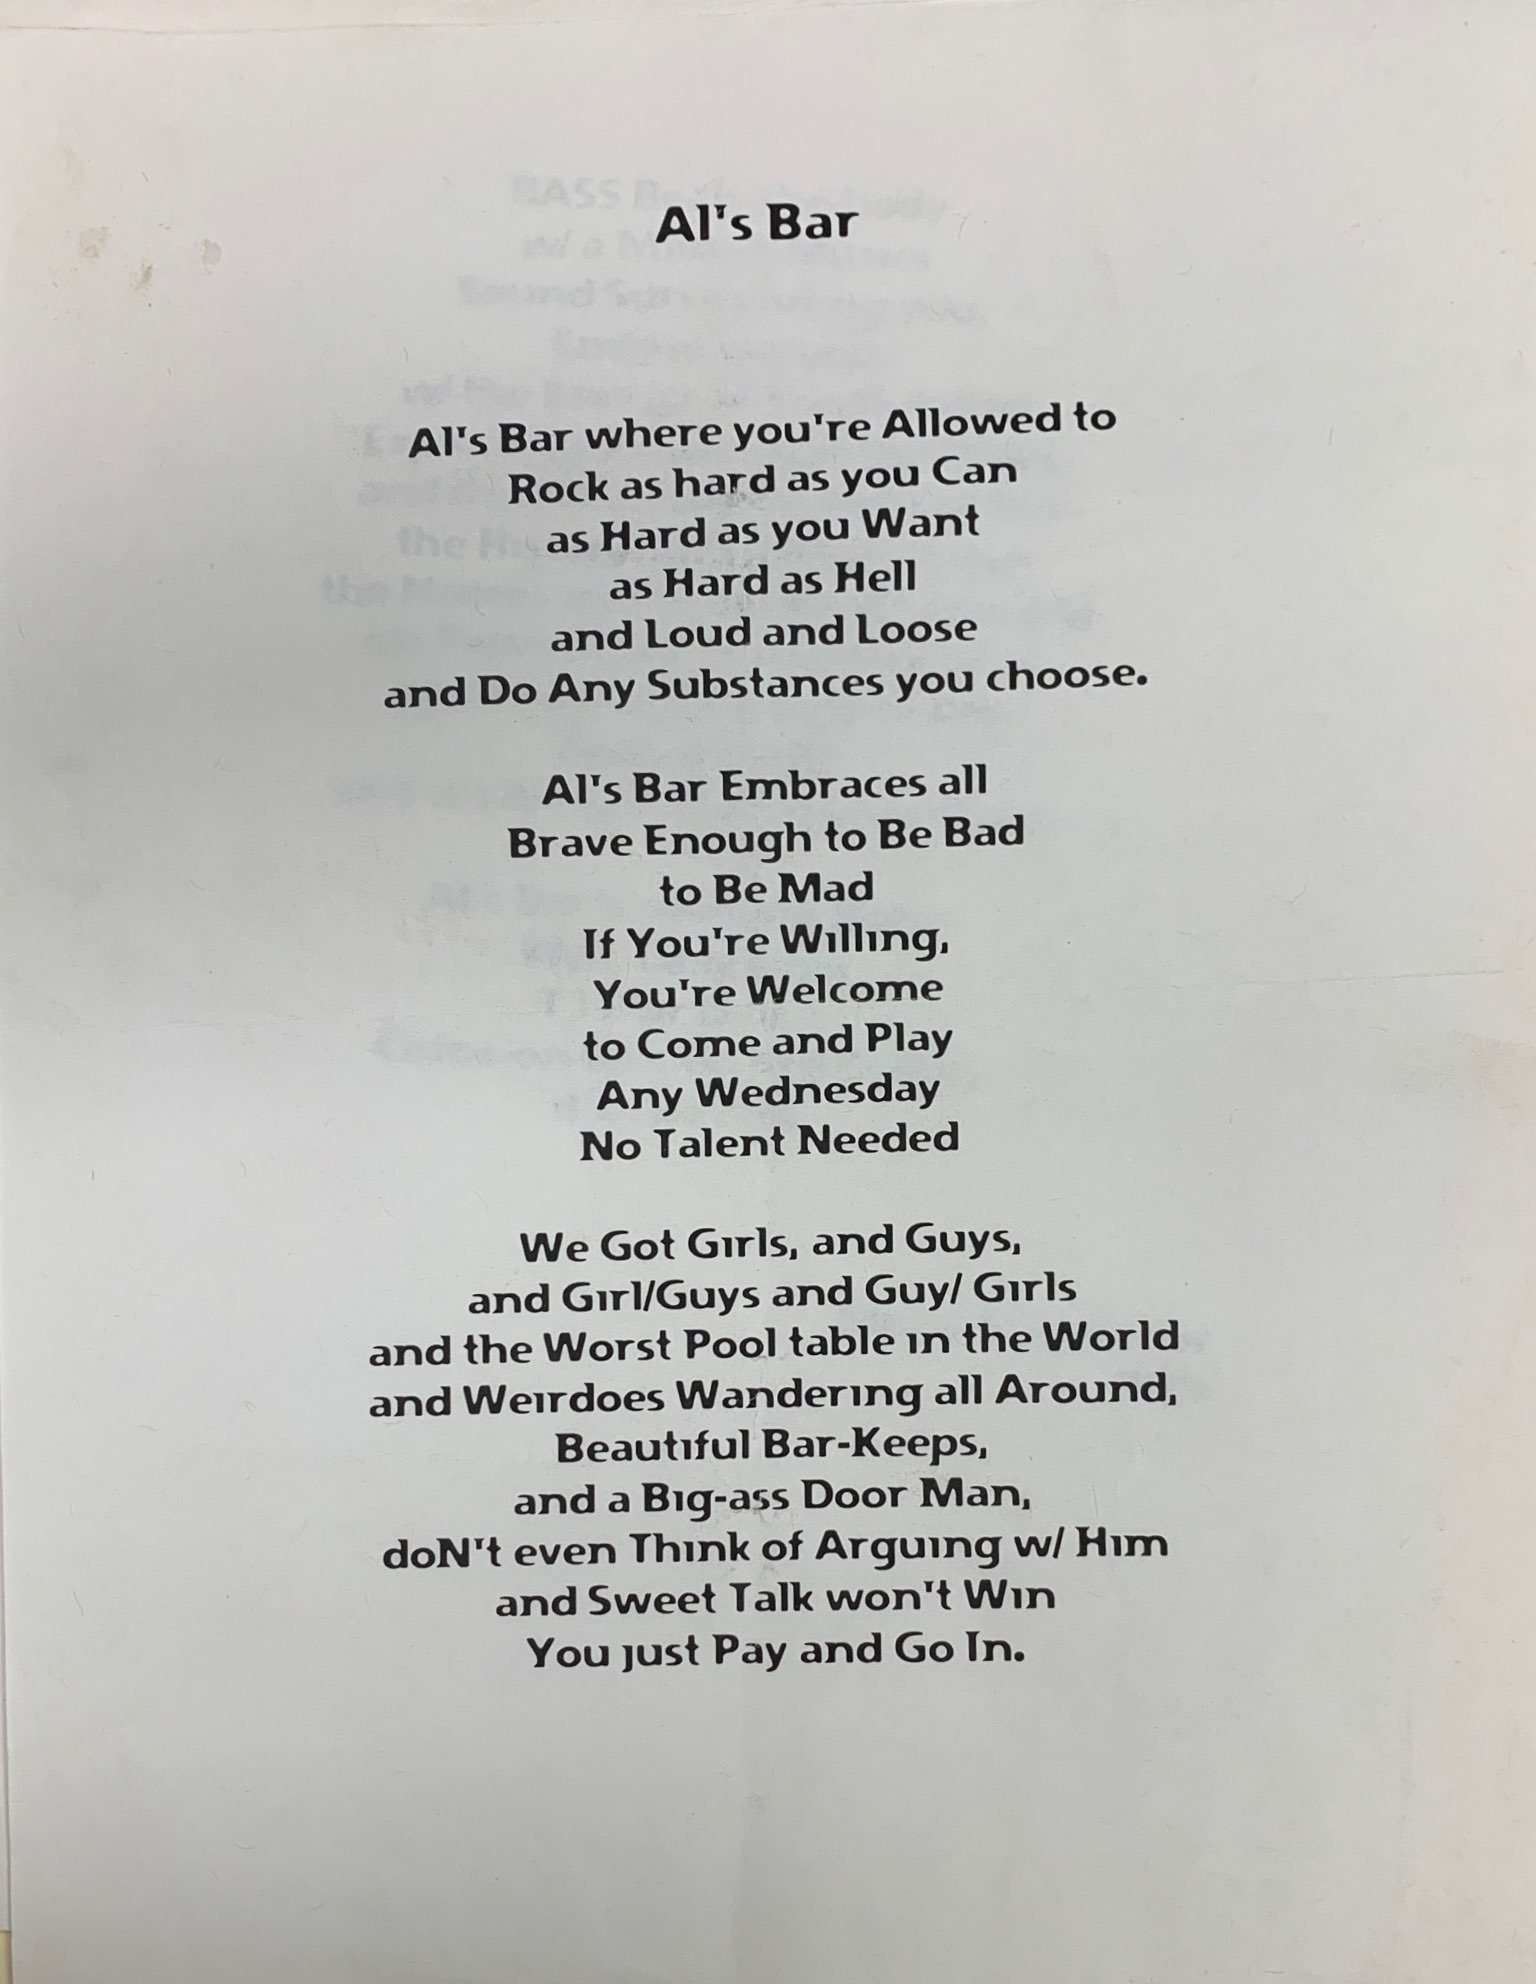 Al's Bar
Al's Bar where you're Allowed to
Rock as hard as you Can
as Hard as you Want
as Hard as Hell
and Loud and Loose
and Do Any Substances you choose.
Al's Bar Embraces all
Brave Enough to Be Bad
to Be Mad
If You're Willing,
You're Welcome
to Come and Play
Any Wednesday
No Talent Needed
We Got Girls, and Guys,
and Girl/Guys and Guy/ Girls
and the Worst Pool table in the World
and Weirdoes Wandering all Around,
Beautiful Bar-Keeps,
and a Big-ass Door Man,
doN't even Think of Arguing w/ Him
and Sweet Talk won't Win
You just Pay and Go In.